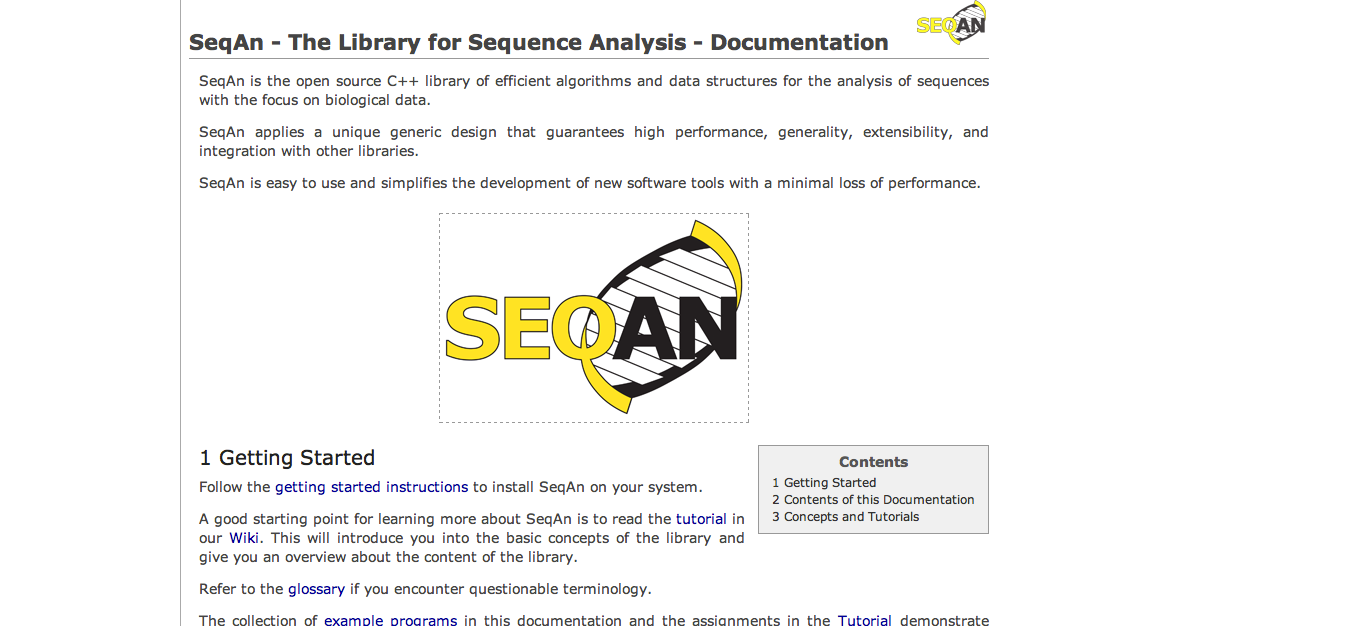 SEQAN
SeqAn - The Library for Sequence Analysis - Documentation
SeqAn is the open source C++ library of efficient algorithms and data structures for the analysis of sequences
with the focus on biological data.
SeqAn applies a unique generic design that guarantees high performance, generality, extensibility, and
integration with other libraries.
SeqAn is easy to use and simplifies the development of new software tools with a minimal loss of performance.
SEQAN
1 Getting Started
Follow the getting started instructions to install SeqAn on your system.
A good starting point for learning more about SeqAn is to read the tutorial in
our Wiki. This will introduce you into the basic concepts of the library and
give you an overview about the content of the library.
Refer to the glossary if you encounter questionable terminology.
The collection of example programs in this documentation and the assignments in the Tutorial demonstrate
Contents
1 Getting Started
2 Contents of this Documentation
3 Concepts and Tutorials